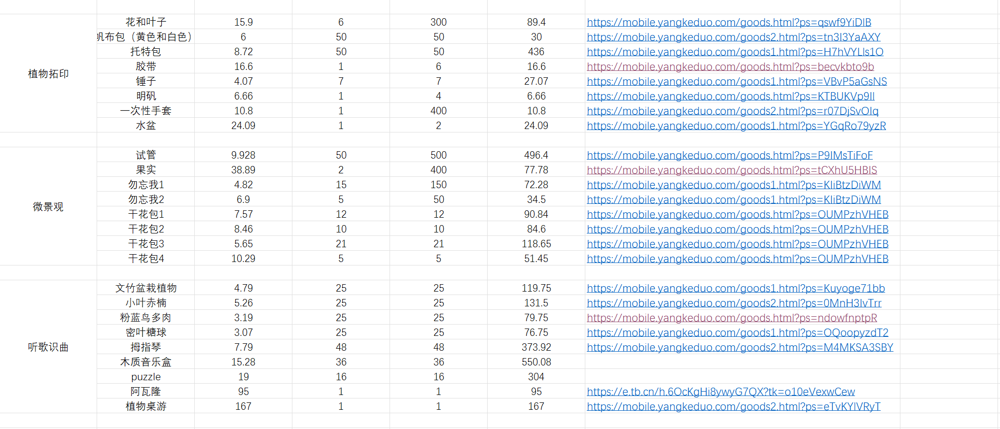 花和叶子 15.9 6 300 89.4 https://mobile.yangkeduo.com/goods.html?ps=qswf9YiDlB
帆布包（黄色和白色） 6 50 50 30 https://mobile.yangkeduo.com/goods2.html?ps=tn3I3YaAXY
托特包 8.72 50 50 436 https://mobile.yangkeduo.com/goods1.html?ps=H7hVYLls1O
胶带 16.6 1 6 16.6 https://mobile.yangkeduo.com/goods.html?ps=becvkbto9b
植物拓印 锤子 4.07 7 7 27.07 https://mobile.yangkeduo.com/goods1.html?ps=VBvP5aGsNS
明矾 6.66 1 4 6.66 https://mobile.yangkeduo.com/goods.html?ps=KTBUKVp9Il
一次性手套 10.8 1 400 10.8 https://mobile.yangkeduo.com/goods2.html?ps=r07DjSvOIq
水盆 24.09 1 2 24.09 https://mobile.yangkeduo.com/goods1.html?ps=YGqRo79yzR
试管 9.928 50 500 496.4 https://mobile.yangkeduo.com/goods.html?ps=P9IMsTiFoF
果实 38.89 2 400 77.78 https://mobile.yangkeduo.com/goods.html?ps=tCXhU5HBlS
勿忘我1 4.82 15 150 72.28 https://mobile.yangkeduo.com/goods1.html?ps=KIiBtzDiWM
微景观 勿忘我2 6.9 5 50 34.5 https://mobile.yangkeduo.com/goods1.html?ps=KIiBtzDiWM
干花包1 7.57 12 12 90.84 https://mobile.yangkeduo.com/goods.html?ps=OUMPzhVHEB
干花包2 8.46 10 10 84.6 https://mobile.yangkeduo.com/goods.html?ps=OUMPzhVHEB
干花包3 5.65 21 21 118.65 https://mobile.yangkeduo.com/goods.html?ps=OUMPzhVHEB
干花包4 10.29 5 5 51.45 https://mobile.yangkeduo.com/goods.html?ps=OUMPzhVHEB
文竹盆栽植物 4.79 25 25 119.75 https://mobile.yangkeduo.com/goods1.html?ps=Kuyoge71bb
小叶赤楠 5.26 25 25 131.5 https://mobile.yangkeduo.com/goods2.html?ps=0MnH3IvTrr
粉蓝鸟多肉 3.19 25 25 79.75 https://mobile.yangkeduo.com/goods.html?ps=ndowfnptpR
密叶糖球 3.07 25 25 76.75 https://mobile.yangkeduo.com/goods1.html?ps=OQoopyzdT2
听歌识曲 拇指琴 7.79 48 48 373.92 https://mobile.yangkeduo.com/goods2.html?ps=M4MKSA3SBY
木质音乐盒 15.28 36 36 550.08
puzzle 19 16 16 304
阿瓦隆 95 1 1 95 https://e.tb.cn/h.6OcKgHi8ywyG7QX?tk=o10eVexwCew
植物桌游 167 1 1 167 https://mobile.yangkeduo.com/goods2.html?ps=eTvKYIVRyT